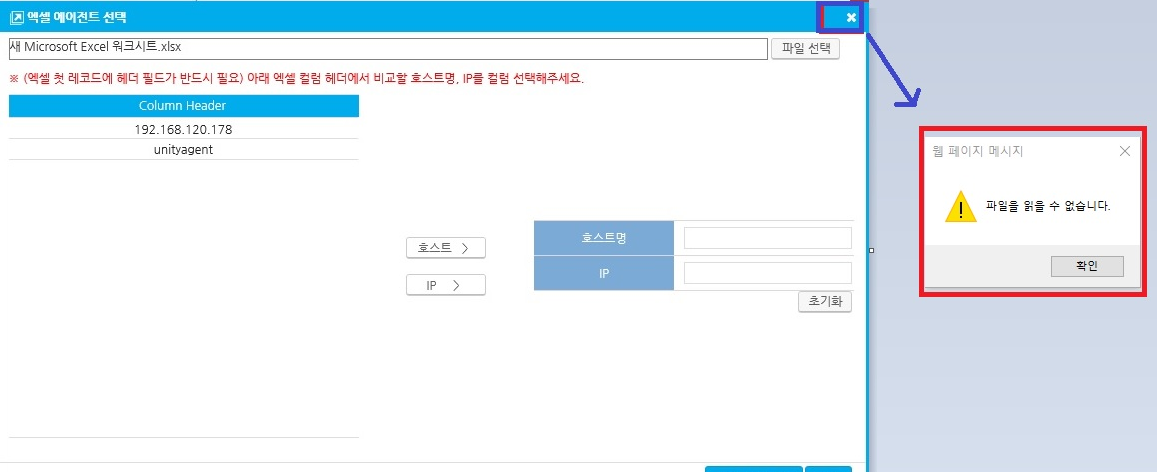 엑셀 에이전트 선택
새 Microsoft Excel 워크시트.xlsx
파일 선택
※ (엑셀 첫 레코드에 헤더 필드가 반드시 필요) 아래 엑셀 컬럼 헤더에서 비교할 호스트명, IP를 컬럼 선택해주세요.
Column Header
192.168.120.178
unityagent
호스트 >
IP >
호스트명
IP
초기화
웹 페이지 메시지
파일을 읽을 수 없습니다.
확인